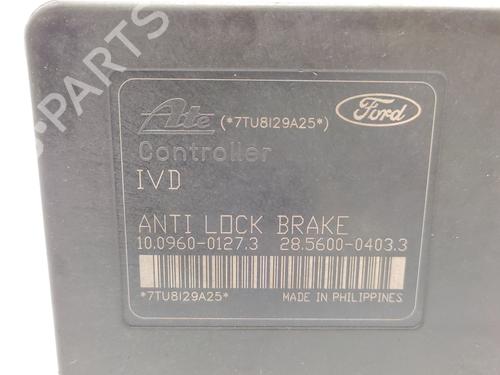 Ate (*7TU8129A25*) Ford
Controller
IVD
ANTI LOCK BRAKE
10.0960-0127.3 28.5600-0403.3
*7TU8129A25* MADE IN PHILIPPINES
PARTS